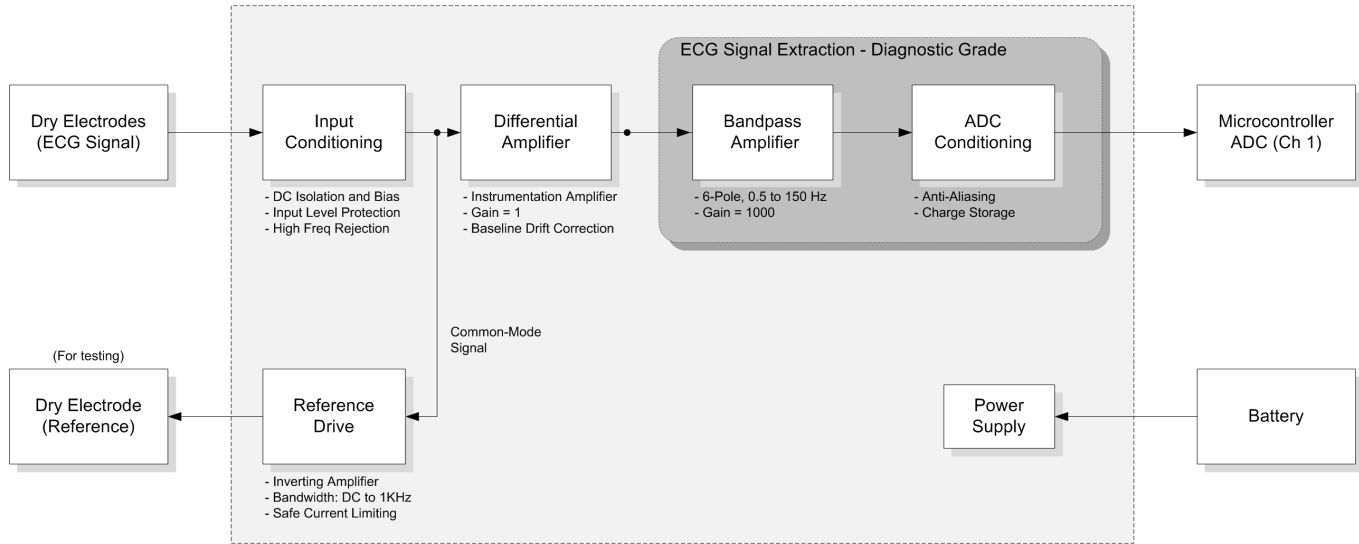 ECG Signal Extraction - Diagnostic Grade
Dry Electrodes
(ECG Signal)
Input
Conditioning
Differential
Amplifier
Bandpass
Amplifier
ADC
Conditioning
Microcontroller
ADC (Ch 1)
- DC Isolation and Bias
- Input Level Protection
- High Freq Rejection
- Instrumentation Amplifier
- Gain = 1
- Baseline Drift Correction
- 6-Pole, 0.5 to 150 Hz
- Gain = 1000
- Anti-Aliasing
- Charge Storage
Common-Mode
Signal
(For testing)
Dry Electrode
(Reference)
Reference
Drive
Power
Supply
Battery
- Inverting Amplifier
- Bandwidth: DC to 1KHz
- Safe Current Limiting